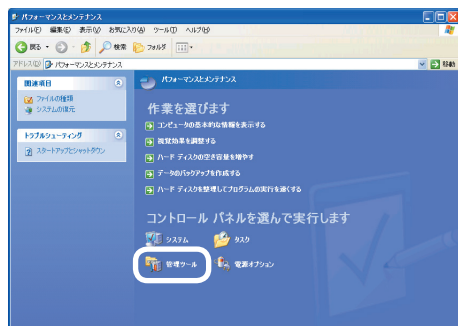 パフォーマンスとメンテナンス
ファイル(F) 編集(E) 表示(V) お気に入り(A) ツール(T) ヘルプ(H)
戻る 検索 フォルダ
アドレス(D) パフォーマンスとメンテナンス 移動
関連項目
ファイルの種類
システムの復元
トラブルシューティング
スタートアップとシャットダウン
パフォーマンスとメンテナンス
作業を選びます
コンピュータの基本的な情報を表示する
視覚効果を調整する
ハード ディスクの空き容量を増やす
データのバックアップを作成する
ハード ディスクを整理してプログラムの実行を速くする
コントロール パネルを選んで実行します
システム タスク
管理ツール 電源オプション